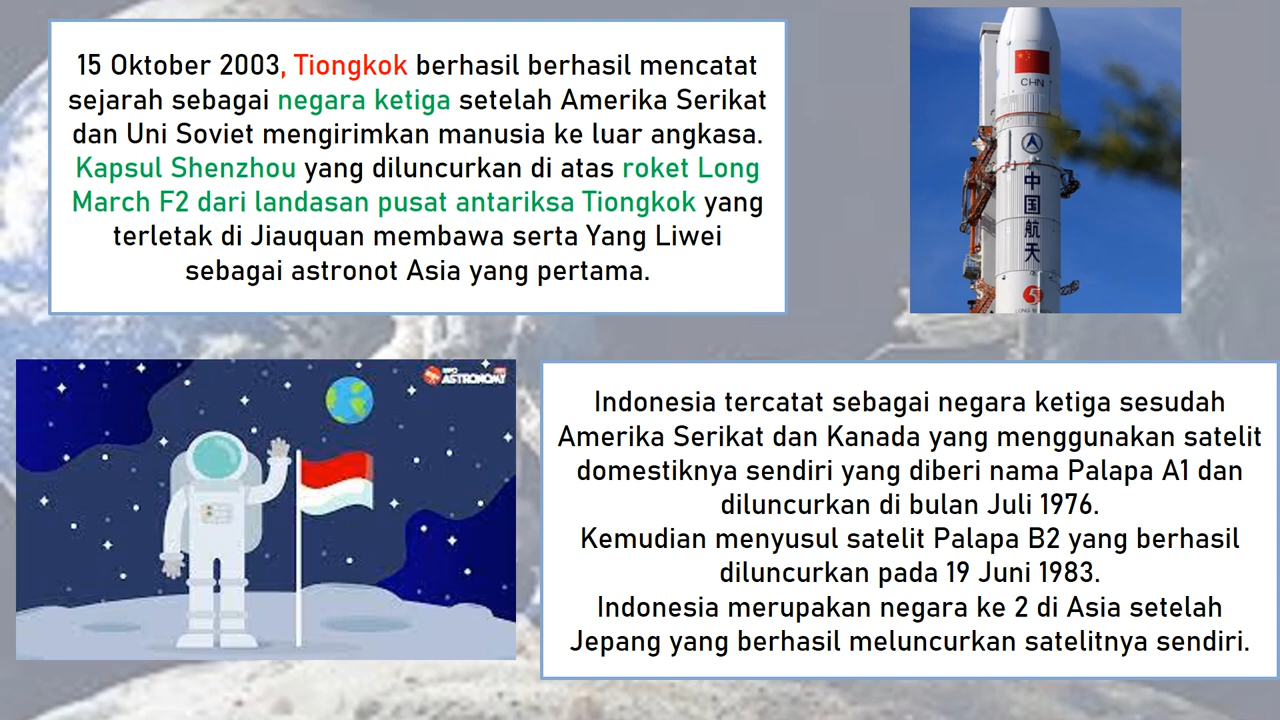 15 Oktober 2003, Tiongkok berhasil berhasil mencatat
sejarah sebagai negara ketiga setelah Amerika Serikat
dan Uni Soviet mengirimkan manusia ke luar angkasa.
Kapsul Shenzhou yang diluncurkan di atas roket Long
March F2 dari landasan pusat antariksa Tiongkok yang
terletak di Jiauquan membawa serta Yang Liwei
sebagai astronot Asia yang pertama.
CHN
中国航天
5
INFO
ASTRONOMY
Indonesia tercatat sebagai negara ketiga sesudah
Amerika Serikat dan Kanada yang menggunakan satelit
domestiknya sendiri yang diberi nama Palapa A1 dan
diluncurkan di bulan Juli 1976.
Kemudian menyusul satelit Palapa B2 yang berhasil
diluncurkan pada 19 Juni 1983.
Indonesia merupakan negara ke 2 di Asia setelah
Jepang yang berhasil meluncurkan satelitnya sendiri.